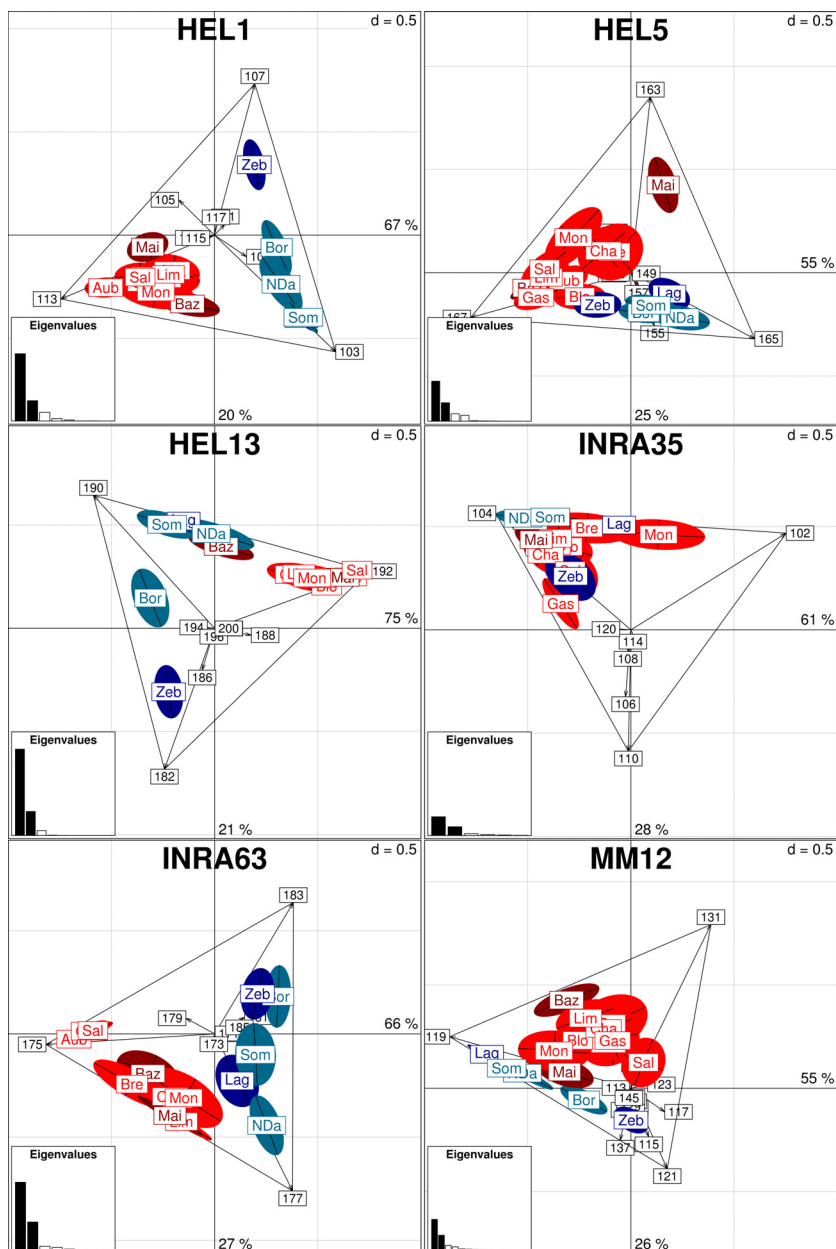 HEL1
d = 0.5
107
Zeb
105
117
67 %
115
Bor
Mai
Sal
Lim
NDa
Aub
Mon
113
Baz
Som
103
Eigenvalues
20 %
HEL5
d = 0.5
163
Mai
Mon
Cha
55 %
Sal
149
Gas
Zeb
Lag
Som
NDa
155
165
Eigenvalues
25 %
HEL13
d = 0.5
190
Som
NDa
Baz
Mon
Sal
192
Bor
75 %
194
200
188
186
Zeb
182
Eigenvalues
21 %
INRA35
d = 0.5
104
Som
Bre
Lag
Mon
102
Mai
Cha
Zeb
Gas
61 %
120
114
108
106
110
Eigenvalues
28 %
INRA63
d = 0.5
183
Zeb
179
185
66 %
175
Sal
173
Som
Baz
Bre
Mon
Lag
Mai
NDa
177
Eigenvalues
27 %
MM12
d = 0.5
131
Baz
Lim
119
Gas
Lag
Mon
Sal
Som
Mai
55 %
123
145
Bor
117
Zeb
137
115
121
Eigenvalues
26 %